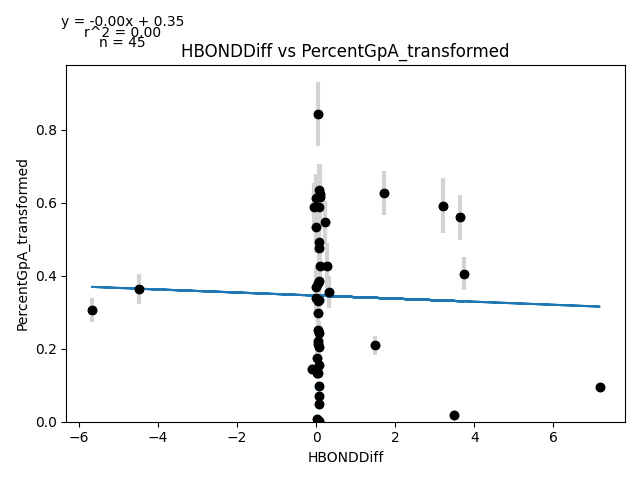 y = -0.00x + 0.35
r^2 = 0.00
n = 45
HBONDDiff vs PercentGpA_transformed
PercentGpA_transformed
0.8
0.6
0.4
0.2
0.0
−6
−4
−2
0
2
4
6
HBONDDiff